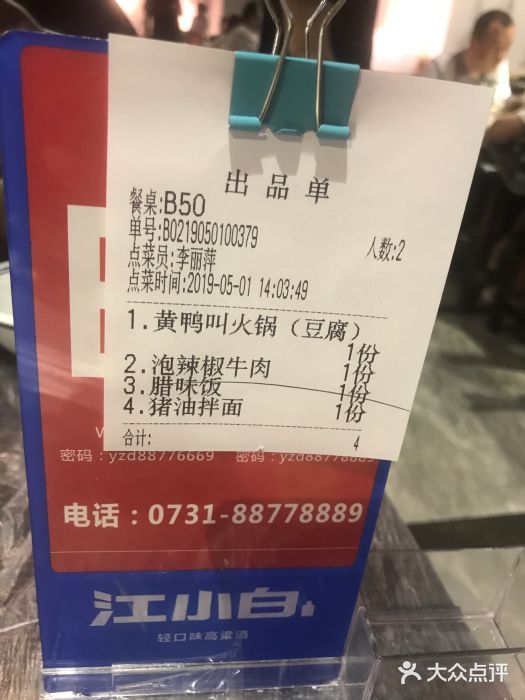 出品单
餐桌:B50
单号:B0219050100379 人数:2
点菜员:李丽萍
点菜时间:2019-05-01 14:03:49
1.黄鸭叫火锅（豆腐）
1份
2.泡辣椒牛肉 1份
3.腊味饭 1份
4.猪油拌面 1份
合计: 4
密码：yzd88776669 密码：yzd88778889
电话：0731-88778889
江小白
轻口味高粱酒
大众点评